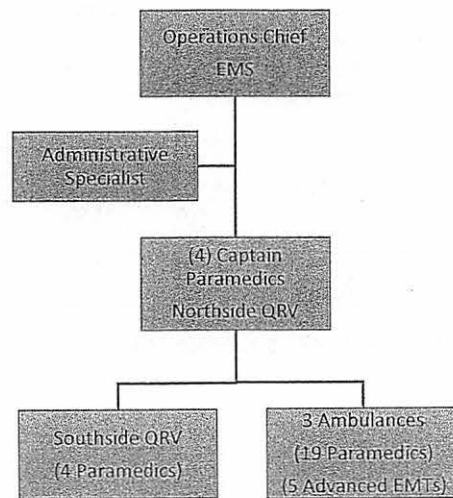 Operations Chief
EMS
Administrative
Specialist
(4) Captain
Paramedics
Northside QRV
Southside QRV
(4 Paramedics)
3 Ambulances
(19 Paramedics)
(5 Advanced EMTs)